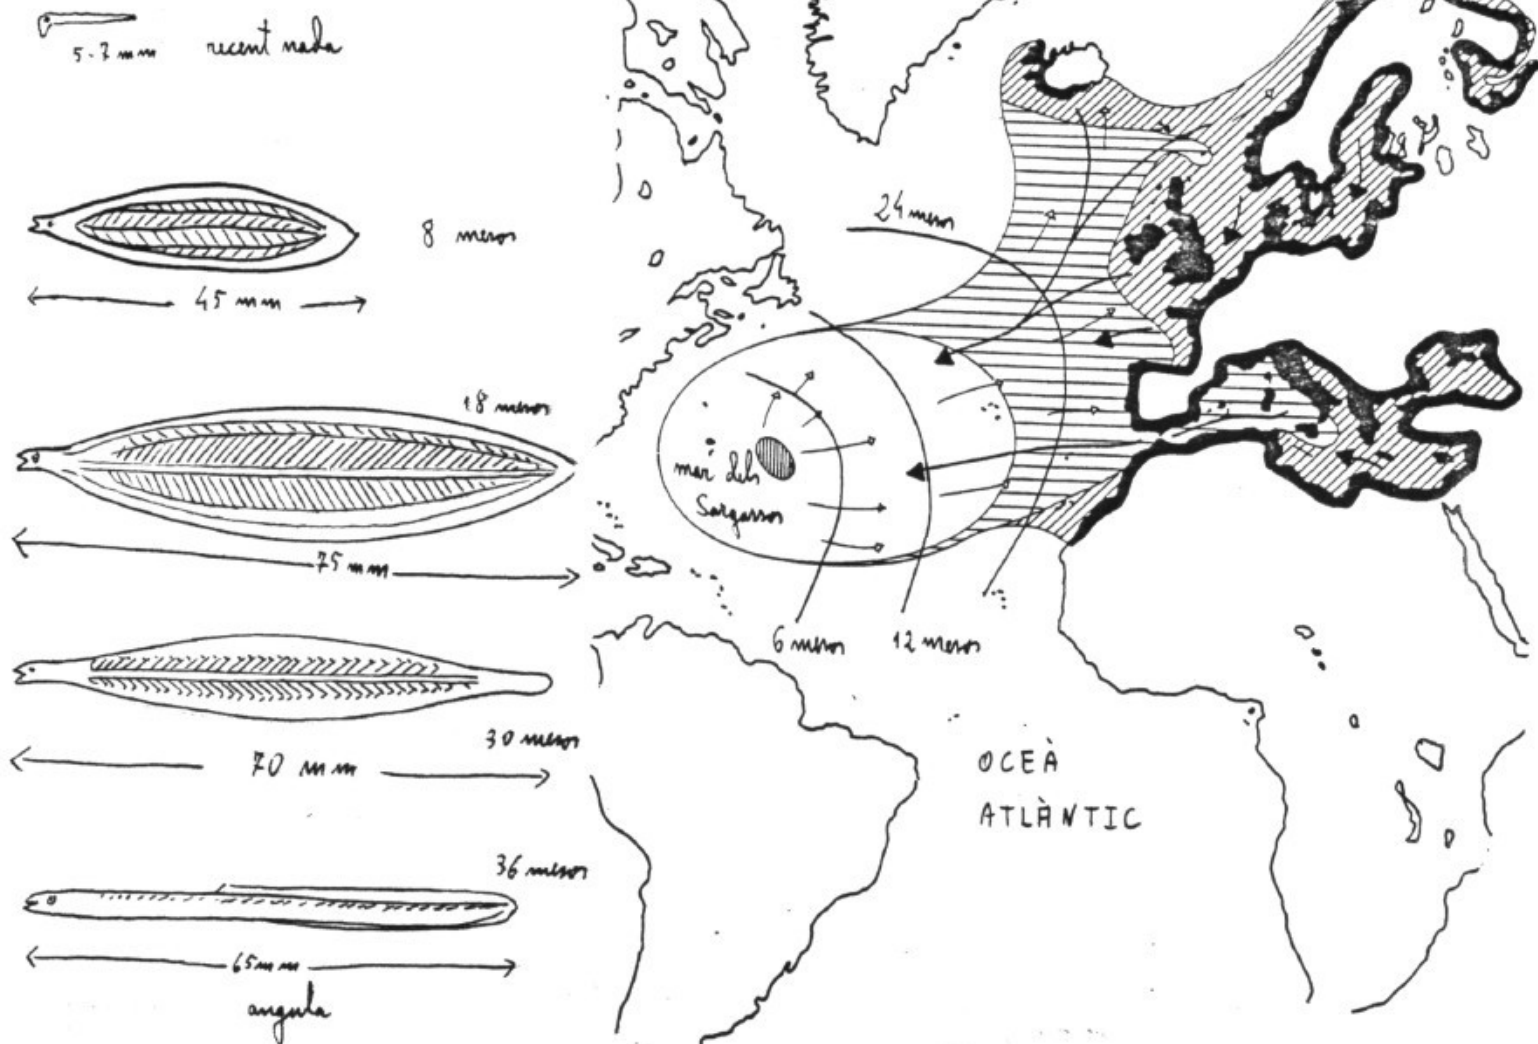 5-7 mm recent nada
8 mesos
45 mm
18 mesos
75 mm
30 mesos
70 mm
36 mesos
65 mm
angula
24 mesos
mar dels
Sargassos
6 mesos
12 mesos
OCEÀ
ATLÀNTIC